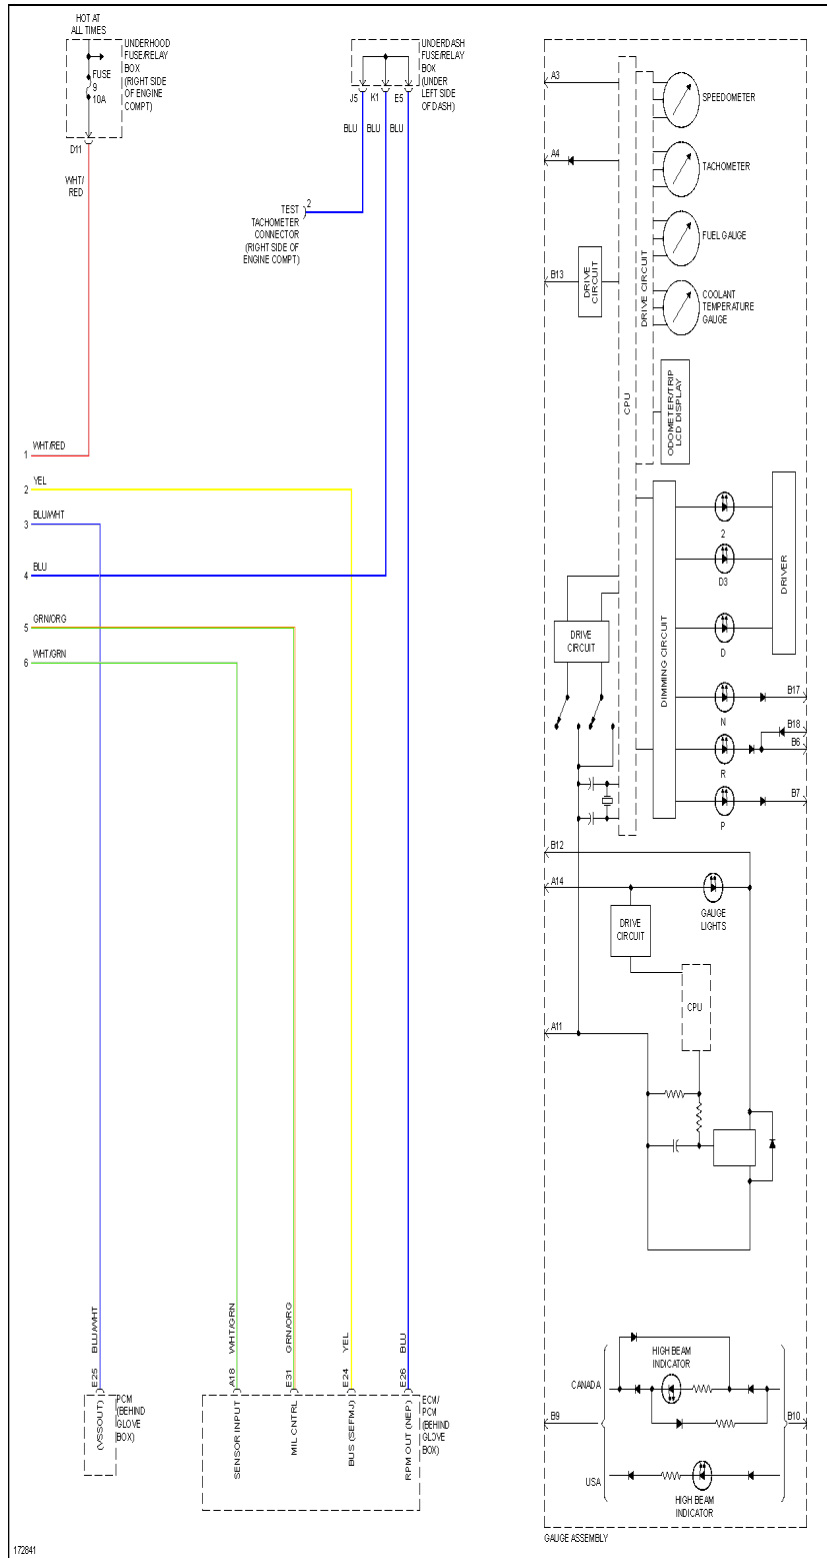 HOT AT
ALL TIMES
UNDERHOOD
FUSE/RELAY
BOX
(RIGHT SIDE
OF ENGINE
COMPT)
FUSE
9
10A
D11
WHT/
RED
UNDERDASH
FUSE/RELAY
BOX
(UNDER
LEFT SIDE
OF DASH)
J5
K1
E5
BLU
BLU
BLU
TEST
TACHOMETER
CONNECTOR
(RIGHT SIDE OF
ENGINE COMPT)
2
1 WHT/RED
2 YEL
3 BLU/WHT
4 BLU
5 GRN/ORG
6 WHT/GRN
BLU/WHT
WHT/GRN
GRN/ORG
YEL
BLU
E25
A18
E31
E24
E26
(VSSOUT)
PCM
(BEHIND
GLOVE
BOX)
SENSOR INPUT
MIL CNTRL
BUS (SEFMJ)
RPM OUT (NEP)
ECM/
PCM
(BEHIND
GLOVE
BOX)
A3
A4
B13
DRIVE
CIRCUIT
CPU
DRIVE CIRCUIT
SPEEDOMETER
TACHOMETER
FUEL GAUGE
COOLANT
TEMPERATURE
GAUGE
ODOMETER/TRIP
LCD DISPLAY
DIMMING CIRCUIT
2
D3
D
N
R
P
DRIVER
DRIVE
CIRCUIT
B17
B18
B6
B7
B12
A14
GAUGE
LIGHTS
DRIVE
CIRCUIT
CPU
A11
HIGH BEAM
INDICATOR
CANADA
B9
B10
USA
HIGH BEAM
INDICATOR
GAUGE ASSEMBLY
172641